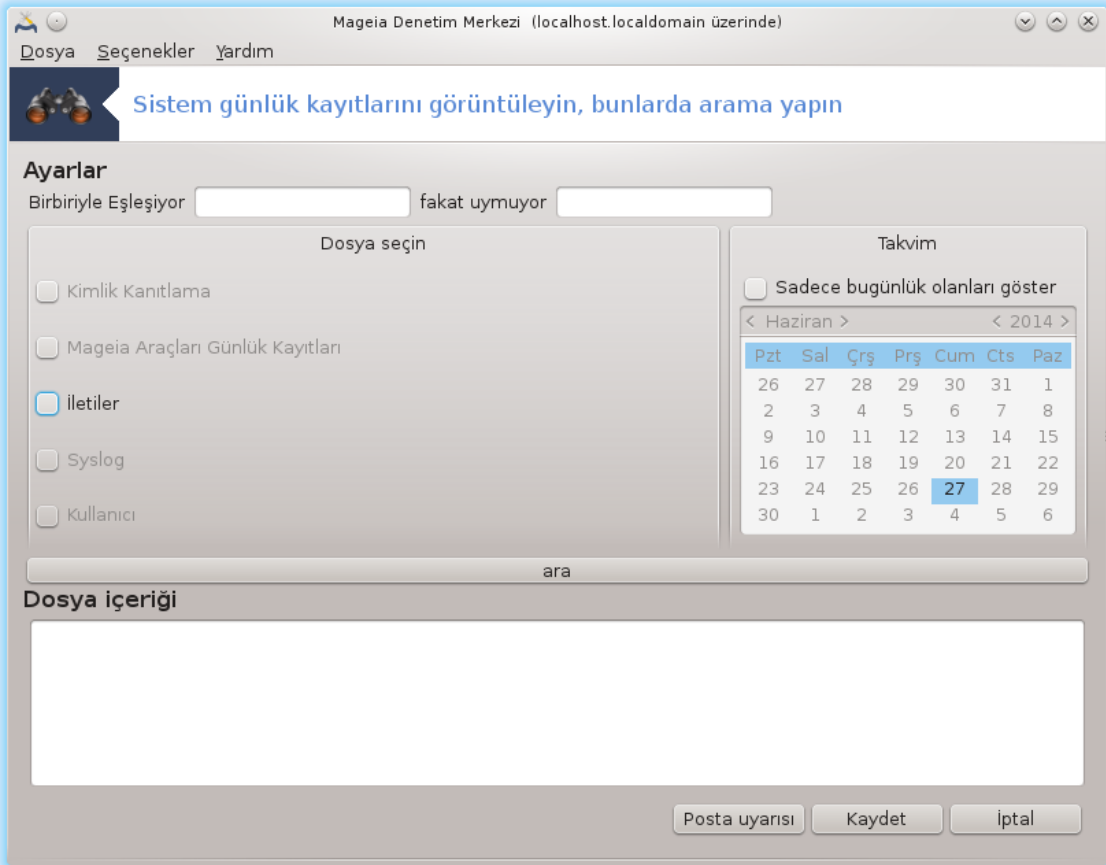 Mageia Denetim Merkezi (localhost.localdomain üzerinde)
Dosya Seçenekler Yardım
Sistem günlük kayıtlarını görüntüleyin, bunlarda arama yapın
Ayarlar
Birbiriyle Eşleşiyor fakat uymuyor
Dosya seçin
Kimlik Kanıtlama
Mageia Araçları Günlük Kayıtları
İletiler
Syslog
Kullanıcı
Takvim
Sadece bugünlük olanları göster
< Haziran > < 2014 >
Pzt Sal Çrş Prş Cum Cts Paz
26 27 28 29 30 31 1
2 3 4 5 6 7 8
9 10 11 12 13 14 15
16 17 18 19 20 21 22
23 24 25 26 27 28 29
30 1 2 3 4 5 6
ara
Dosya içeriği
Posta uyarısı Kaydet İptal